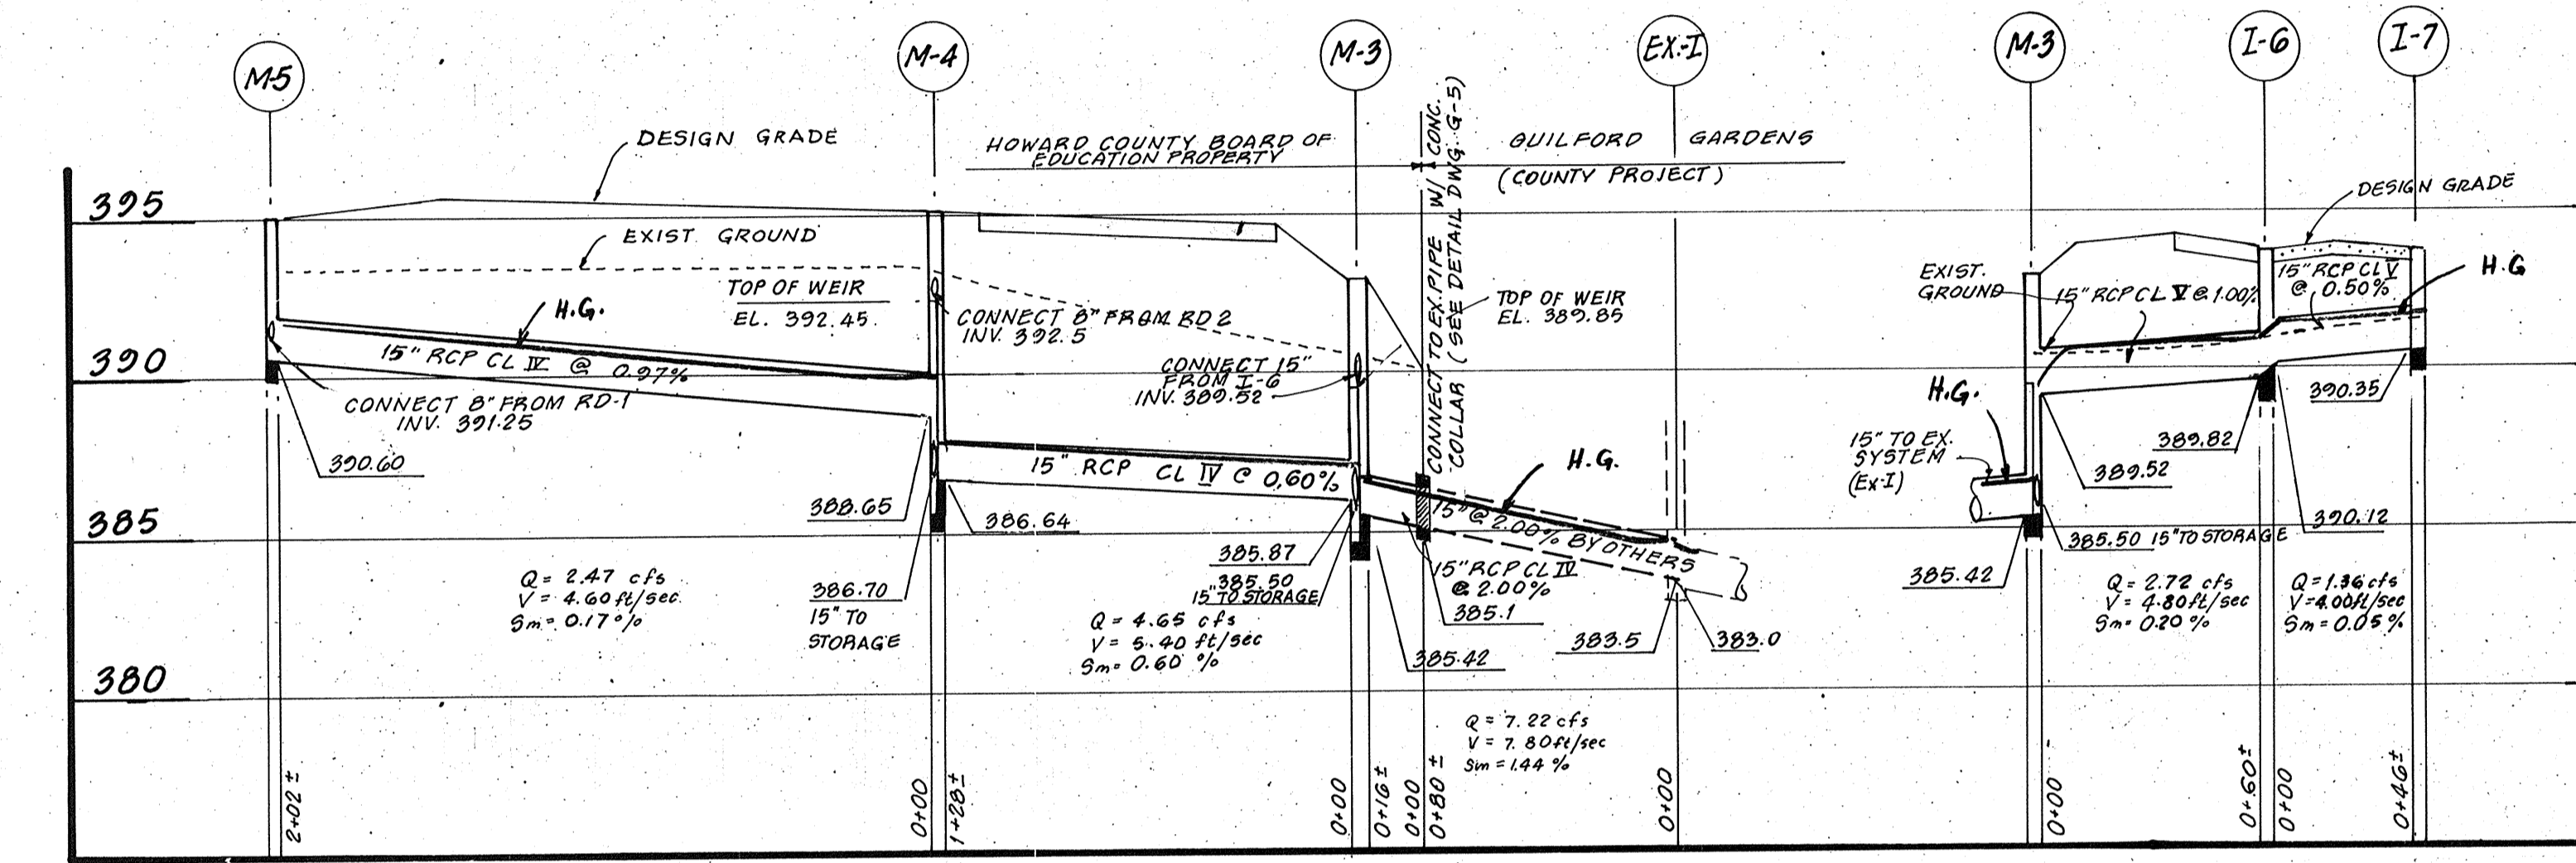 M-5
M-4
M-3
EX.-I
M-3
I-6
I-7
DESIGN GRADE
HOWARD COUNTY BOARD OF
EDUCATION PROPERTY
CONNECT TO EX. PIPE W/ CONC.
COLLAR (SEE DETAIL DWG. G-5)
GUILFORD GARDENS
(COUNTY PROJECT)
DESIGN GRADE
395
390
385
380
EXIST. GROUND
TOP OF WEIR
EL. 392.45
H.G.
15" RCP CL IV @ 0.97%
CONNECT 8" FROM RD-1
INV. 391.25
390.60
CONNECT 8" FROM RD 2
INV. 392.5
CONNECT 15"
FROM I-6
INV. 389.52
TOP OF WEIR
EL. 389.85
15" RCP CL IV @ 0.60%
388.65
386.64
386.70
15" TO
STORAGE
385.87
385.50
15" TO STORAGE
H.G.
15" @ 2.00% BY OTHERS
15" RCP CL IV
@ 2.00%
385.1
385.42
383.5
383.0
Q = 2.47 cfs
V = 4.60 ft/sec.
Sm = 0.17 %
Q = 4.65 cfs
V = 5.40 ft/sec
Sm = 0.60 %
Q = 7.22 cfs
V = 7.80 ft/sec
Sm = 1.44 %
EXIST.
GROUND
15" RCP CL V @ 1.00%
15" RCP CL V
@ 0.50%
H.G
H.G.
15" TO EX.
SYSTEM
(Ex-I)
389.52
389.82
390.35
390.12
385.50 15" TO STORAGE
385.42
Q = 2.72 cfs
V = 4.80 ft/sec
Sm = 0.20 %
Q = 1.36 cfs
V = 4.00 ft/sec
Sm = 0.05 %
2+02±
0+00
1+28±
0+00
0+16±
0+00
0+80±
0+00
0+00
0+60±
0+00
0+46±